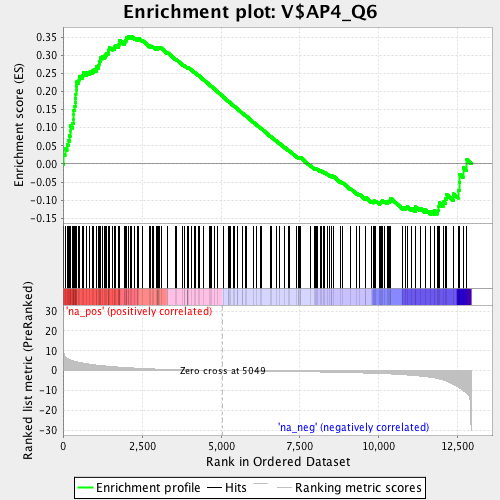 Enrichment plot: V$AP4_Q6
Enrichment score (ES)
0.35
0.30
0.25
0.20
0.15
0.10
0.05
0.00
-0.05
-0.10
-0.15
'na_pos' (positively correlated)
Ranked list metric (PreRanked)
30
20
10
0
-10
-20
-30
Zero cross at 5049
'na_neg' (negatively correlated)
0
2,500
5,000
7,500
10,000
12,500
Rank in Ordered Dataset
Enrichment profile
Hits
Ranking metric scores